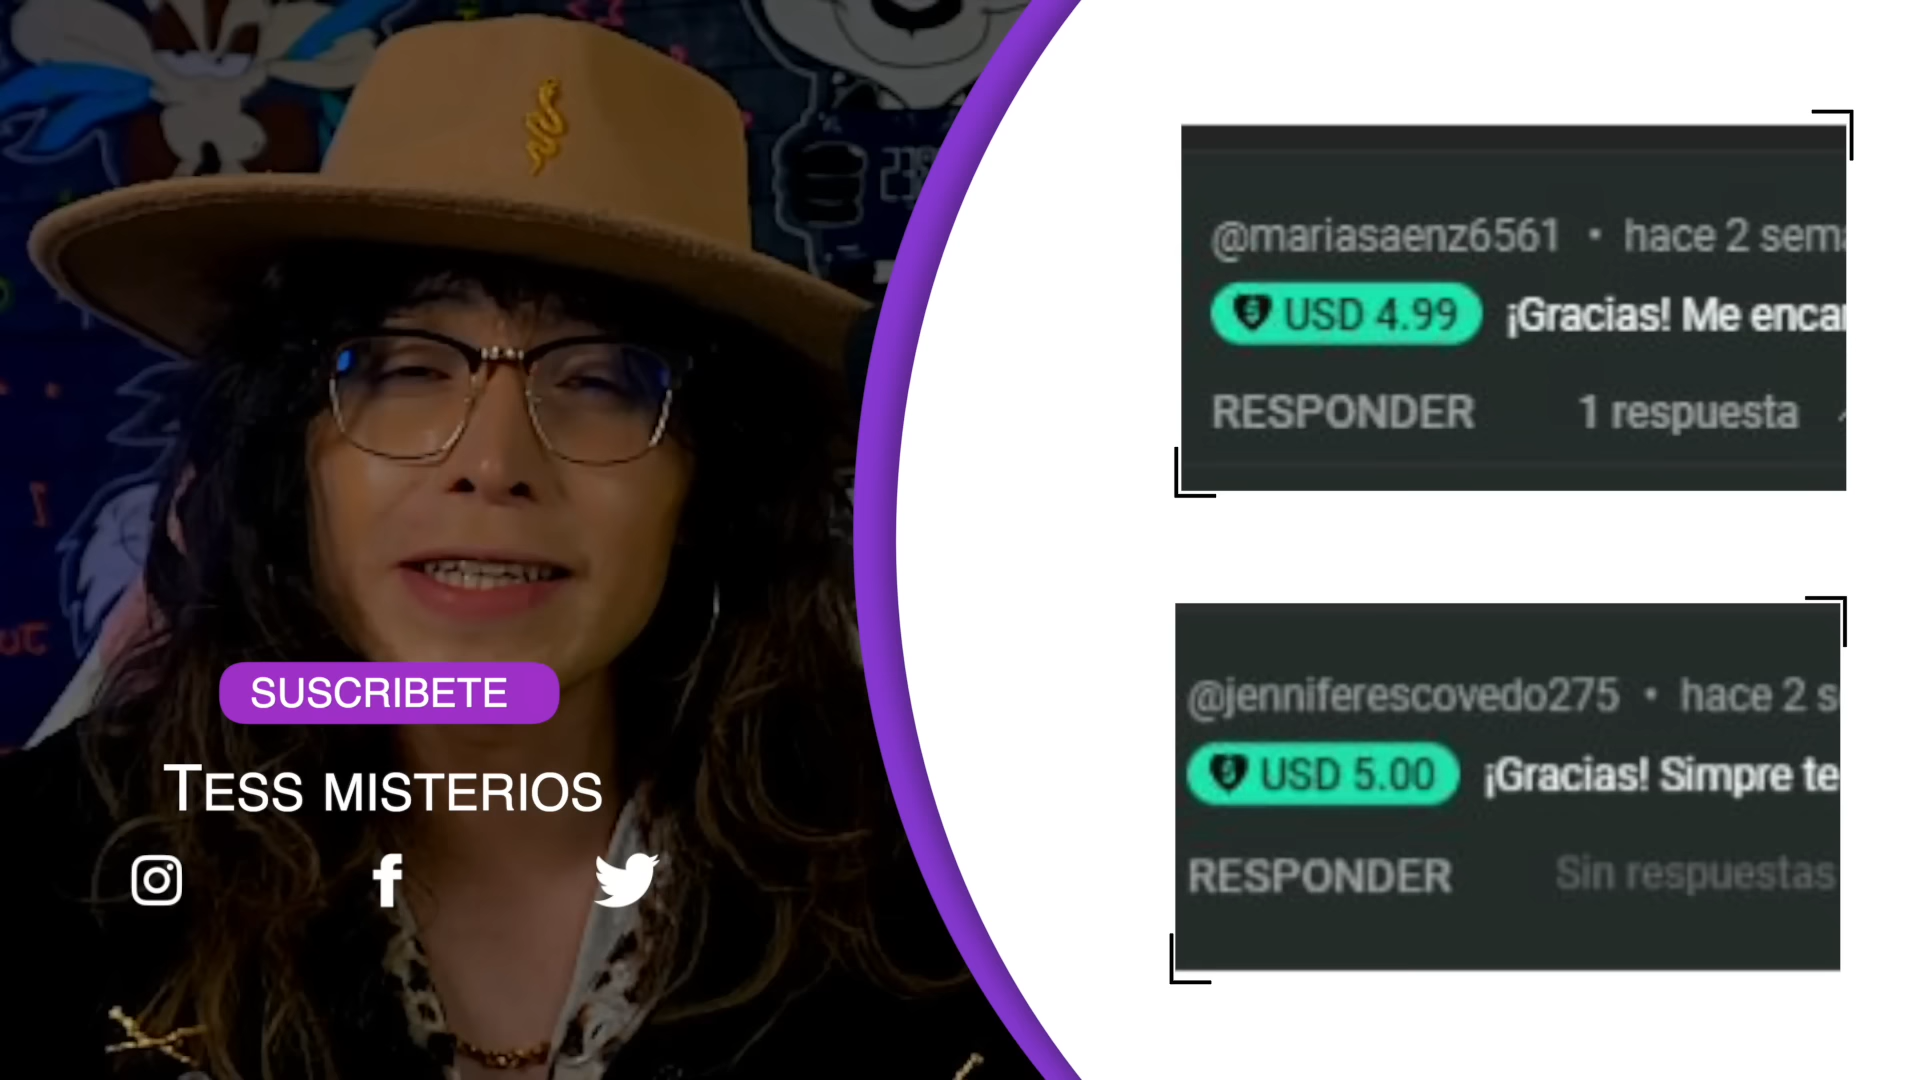 SUSCRIBETE
TESS MISTERIOS
@mariasaenz6561 • hace 2
USD 4.99 ¡Gracias! Me
RESPONDER 1 respuesta
@jenniferescovedo275 • hace 2
USD 5.00 ¡Gracias! Simpre te
RESPONDER Sin respuestas